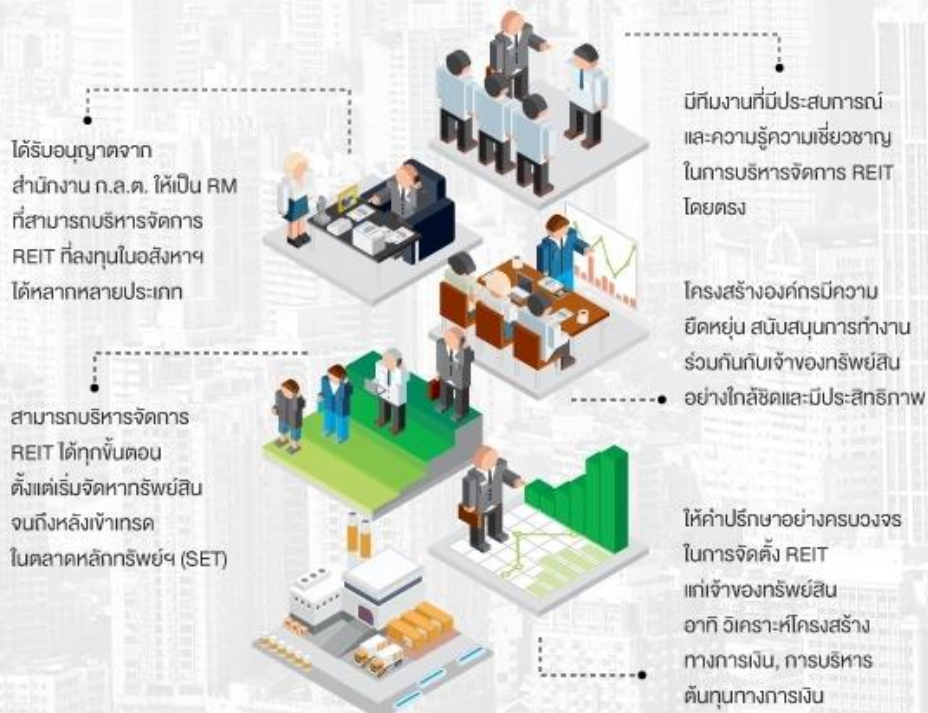 มีทีมงานที่มีประสบการณ์
และความรู้ความเชี่ยวชาญ
ในการบริหารจัดการ REIT
โดยตรง
ได้รับอนุญาตจาก
สำนักงาน ก.ล.ต. ให้เป็น RM
ที่สามารถบริหารจัดการ
REIT ที่ลงทุนในอสังหาฯ
ได้หลากหลายประเภท
โครงสร้างองค์กรมีความ
ยืดหยุ่น สนับสนุนการทำงาน
ร่วมกันกับเจ้าของทรัพย์สิน
อย่างใกล้ชิดและมีประสิทธิภาพ
สามารถบริหารจัดการ
REIT ได้ทุกขั้นตอน
ตั้งแต่เริ่มจัดหาทรัพย์สิน
จนถึงหลังเข้าเทรด
ในตลาดหลักทรัพย์ฯ (SET)
ให้คำปรึกษาอย่างครบวงจร
ในการจัดตั้ง REIT
แก่เจ้าของทรัพย์สิน
อาทิ วิเคราะห์โครงสร้าง
ทางการเงิน, การบริหาร
ต้นทุนทางการเงิน